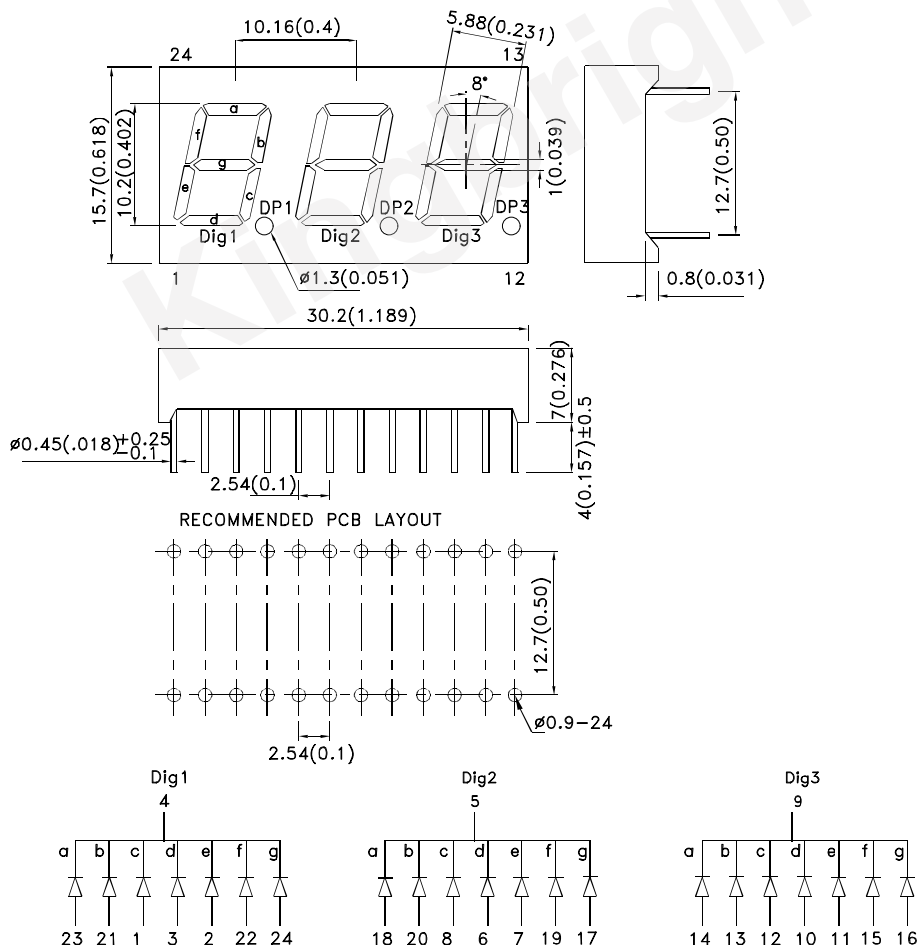 10.16(0.4)
5.88(0.231)
24
13
8°
a
f
b
g
e
c
d
DP1
DP2
DP3
Dig1
Dig2
Dig3
15.7(0.618)
10.2(0.402)
1(0.039)
12.7(0.50)
1
ø1.3(0.051)
12
0.8(0.031)
30.2(1.189)
7(0.276)
ø0.45(.018)+0.25
−0.1
4(0.157)±0.5
2.54(0.1)
RECOMMENDED PCB LAYOUT
12.7(0.50)
ø0.9−24
2.54(0.1)
Dig1
4
a b c d e f g
23 21 1 3 2 22 24
Dig2
5
a b c d e f g
18 20 8 6 7 19 17
Dig3
9
a b c d e f g
14 13 12 10 11 15 16
Kingbright